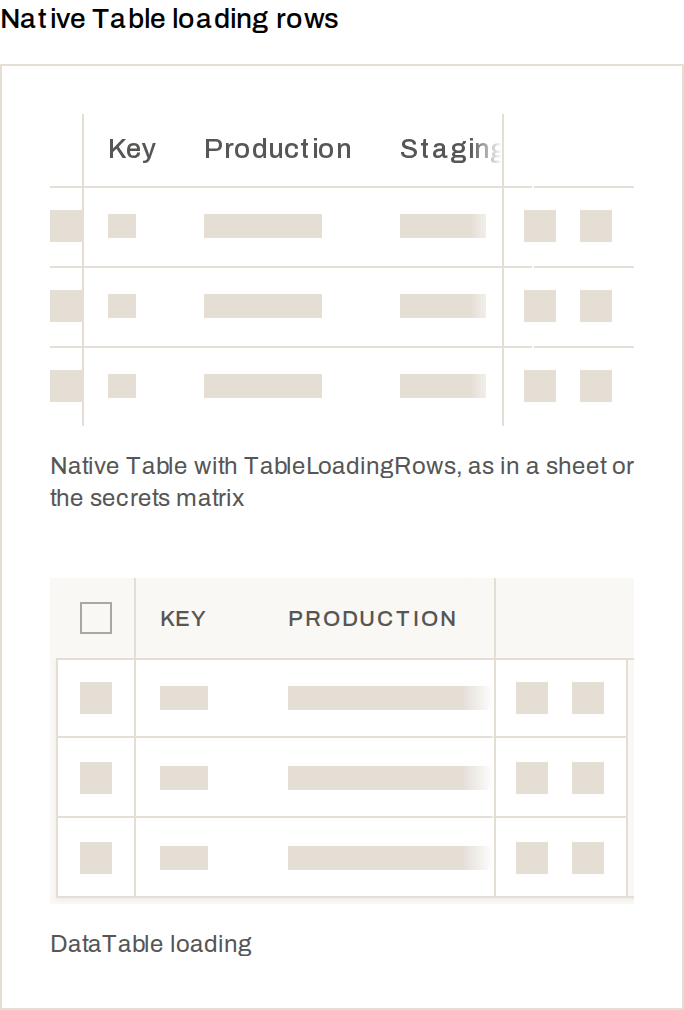 Native Table loading rows
Key Production Staging
Native Table with TableLoadingRows, as in a sheet or
the secrets matrix
KEY PRODUCTION
DataTable loading